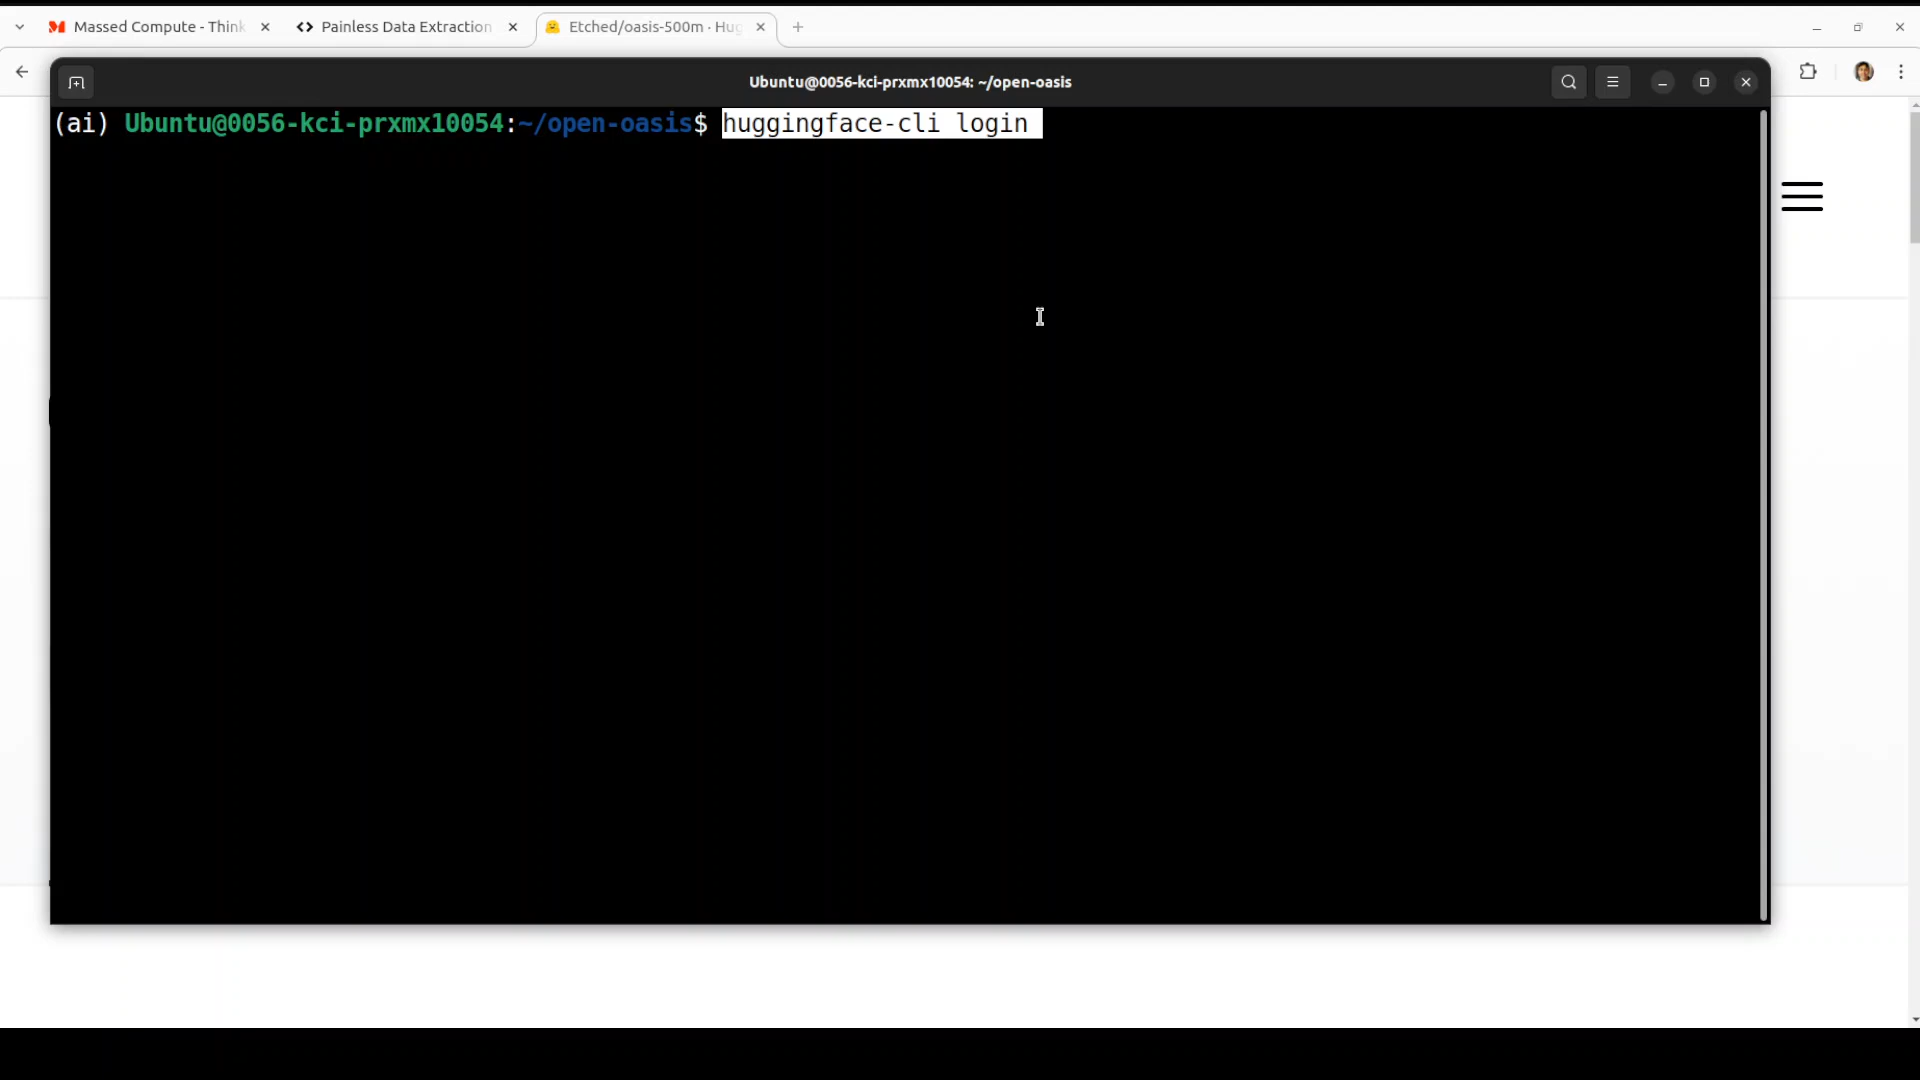 Massed Compute - Think
Painless Data Extraction
Etched/oasis-500m · Hug
Ubuntu@0056-kci-prxmx10054: ~/open-oasis
(ai) Ubuntu@0056-kci-prxmx10054:~/open-oasis$ huggingface-cli login